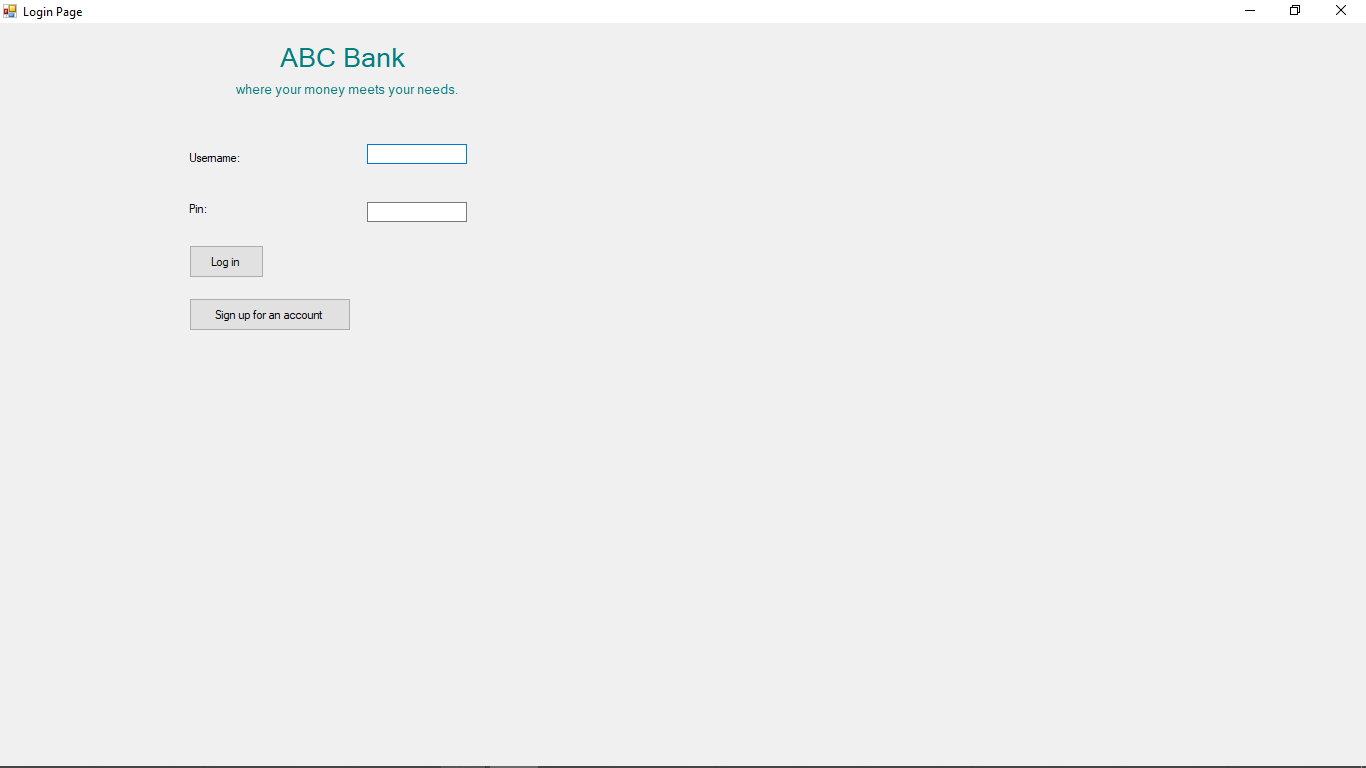 Login Page
ABC Bank
where your money meets your needs.
Username:
Pin:
Log in
Sign up for an account